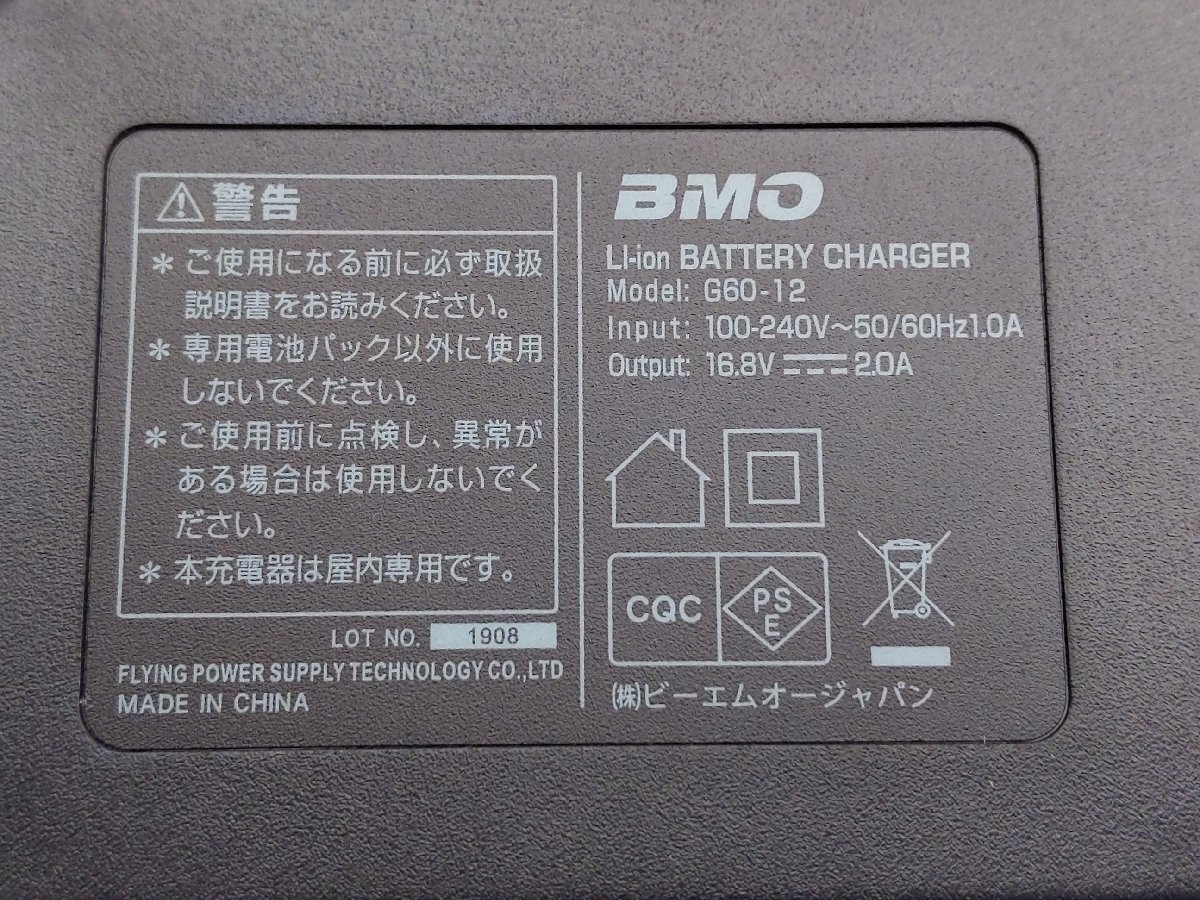 警告
* ご使用になる前に必ず取扱
説明書をお読みください。
* 専用電池パック以外に使用
しないでください。
* ご使用前に点検し、異常が
ある場合は使用しないでく
ださい。
* 本充電器は屋内専用です。
LOT NO. 1908
FLYING POWER SUPPLY TECHNOLOGY CO.,LTD
MADE IN CHINA
BMO
LI-ion BATTERY CHARGER
Model: G60-12
Input: 100-240V~50/60Hz1.0A
Output: 16.8V ⎓ 2.0A
CQC
PS
E
(株)ビーエムオージャパン